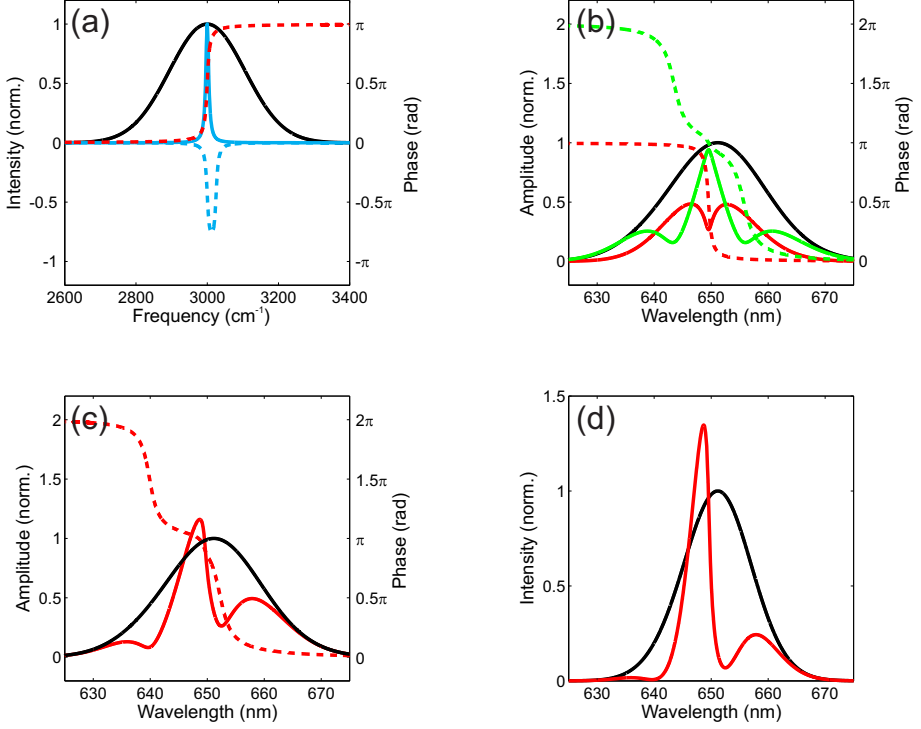 (a)
Intensity (norm.)
1
0.5
0
-0.5
-1
π
0.5π
0
-0.5π
-π
Phase (rad)
2600 2800 3000 3200 3400
Frequency (cm⁻¹)
(b)
Amplitude (norm.)
2
1.5
1
0.5
0
2π
1.5π
π
0.5π
0
Phase (rad)
630 640 650 660 670
Wavelength (nm)
(c)
Amplitude (norm.)
2
1.5
1
0.5
0
2π
1.5π
π
0.5π
0
Phase (rad)
630 640 650 660 670
Wavelength (nm)
(d)
Intensity (norm.)
1.5
1
0.5
0
630 640 650 660 670
Wavelength (nm)